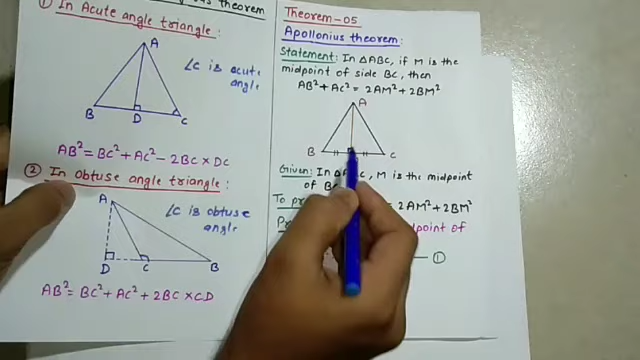 theorem
① In Acute angle triangle:
A
∠C is acute
angle
B
D
C
AB² = BC² + AC² - 2BC × DC
② In obtuse angle triangle:
A
∠C is obtuse
angle
D
C
B
AB² = BC² + AC² + 2BC × CD
Theorem-05
Apollonius theorem:
Statement: In △ABC, if M is the
midpoint of side BC, then
AB² + AC² = 2AM² + 2BM²
A
B
C
Given: In C, M is the midpoint
of
To = 2AM² + 2BM²
dpoint of
①